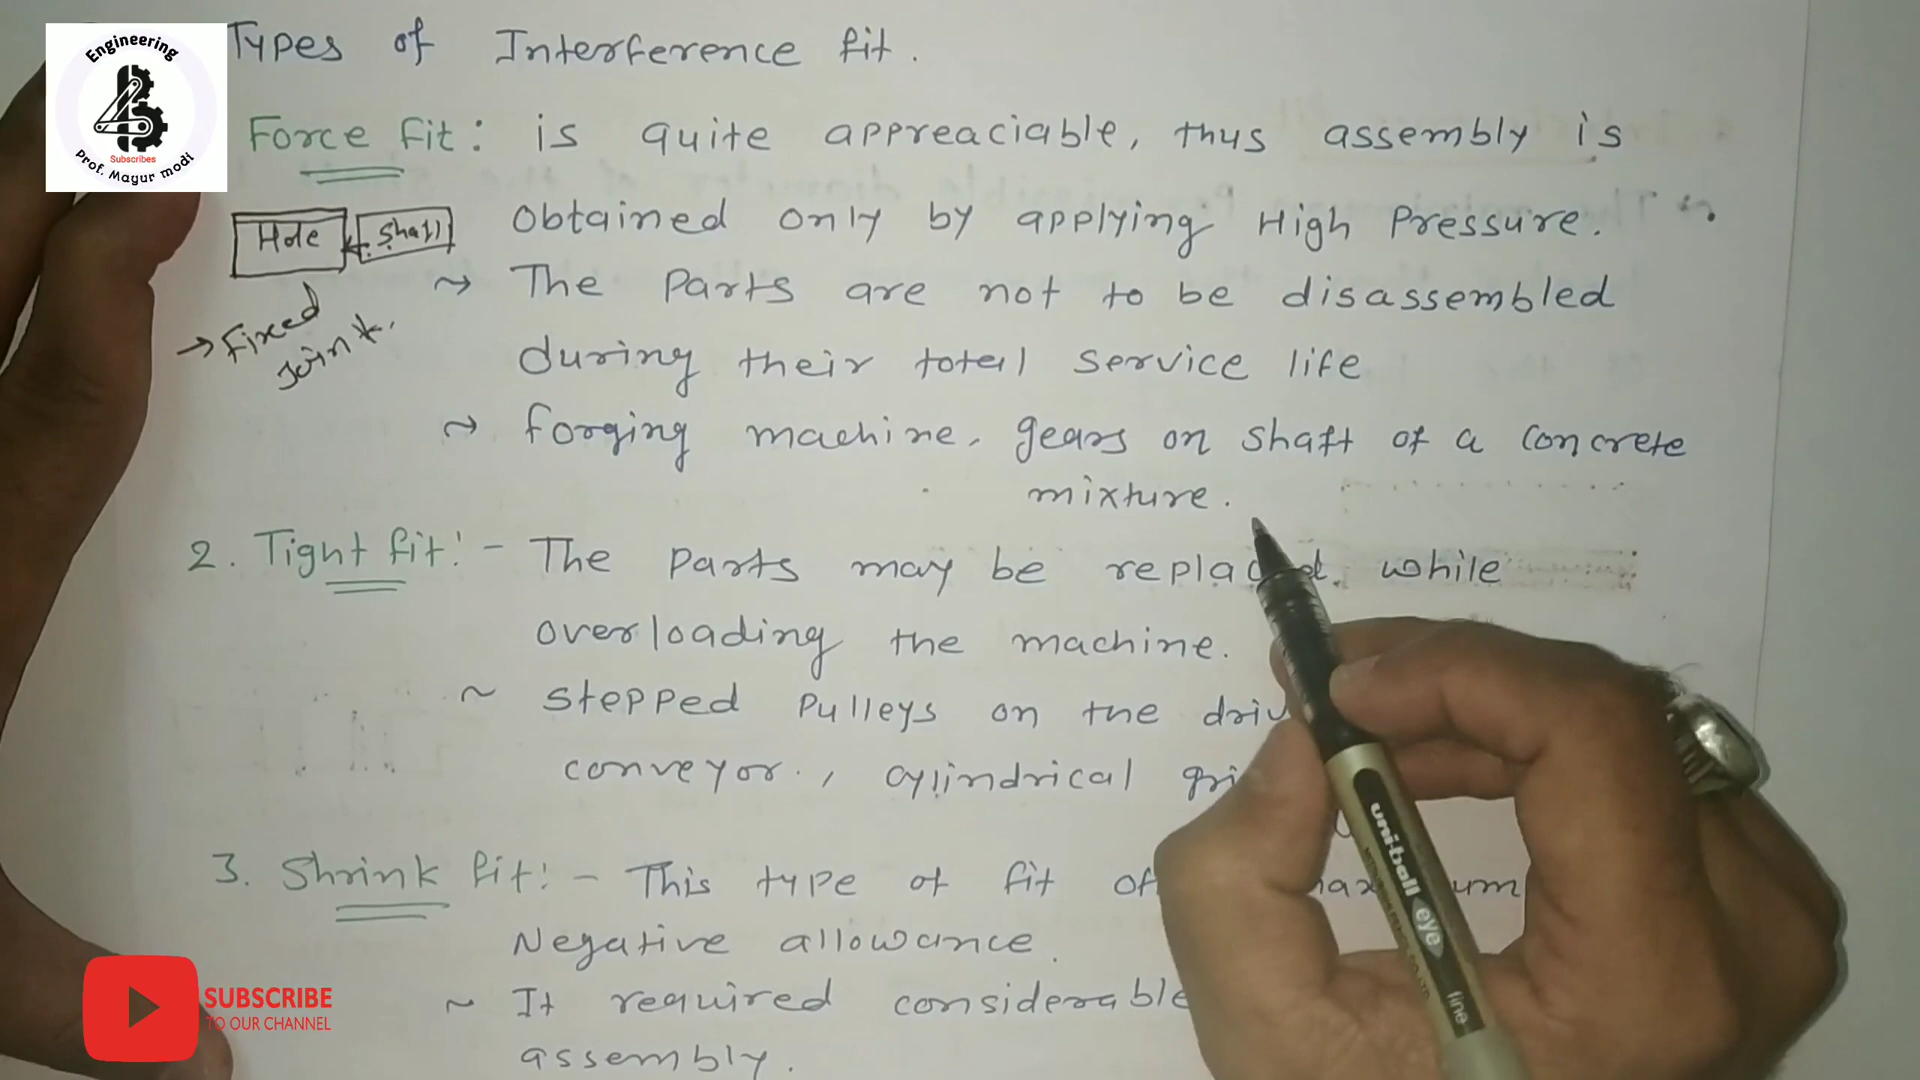 Engineering
Subscribes
Prof. Mayur modi
Types of Interference fit.
Force fit: is quite appreaciable, thus assembly is
Obtained only by applying High Pressure.
Hole Shaft
→ Fixed Joint.
~> The Parts are not to be disassembled
during their total service life
~> forging machine. gears on shaft of a concrete
mixture.
2. Tight fit:- The Parts may be replaced while
overloading the machine.
~ stepped Pulleys on the
conveyor., cylindrical
3. Shrink fit:- This type of fit
Negative allowance.
~ It required considerable
assembly.
uni-ball eye fine
SUBSCRIBE
TO OUR CHANNEL